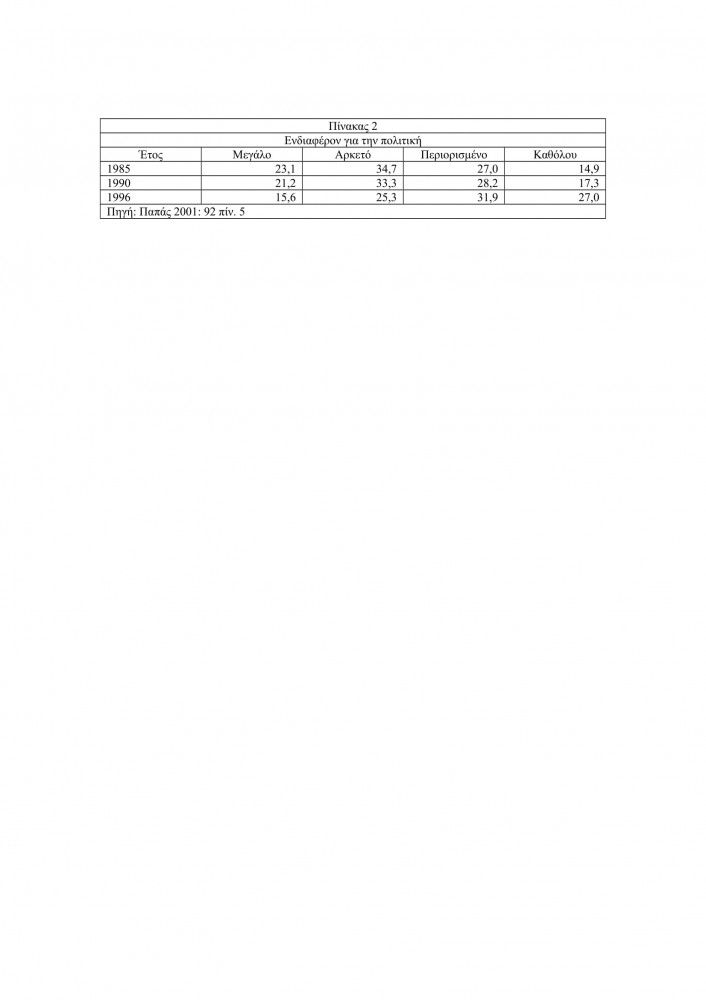 Πίνακας 2
Ενδιαφέρον για την πολιτική
Έτος Μεγάλο Αρκετό Περιορισμένο Καθόλου
1985 23,1 34,7 27,0 14,9
1990 21,2 33,3 28,2 17,3
1996 15,6 25,3 31,9 27,0
Πηγή: Παπάς 2001: 92 πίν. 5